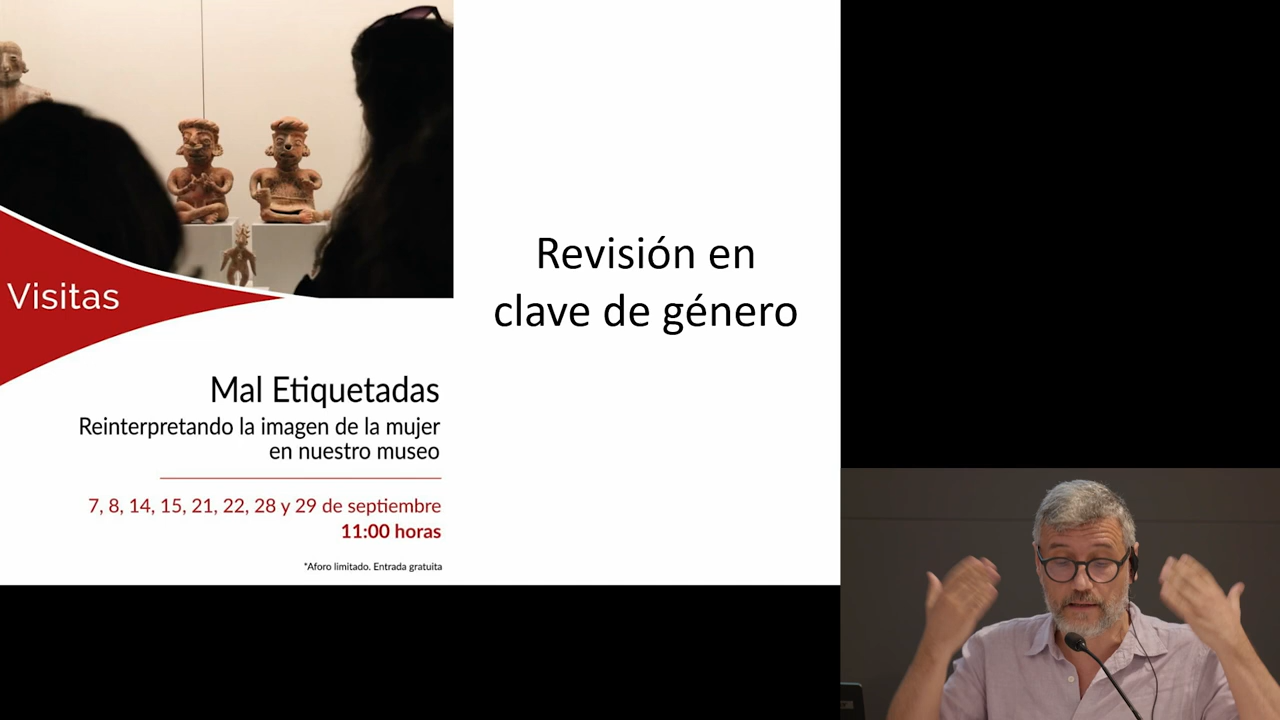 Visitas
Mal Etiquetadas
Reinterpretando la imagen de la mujer
en nuestro museo
7, 8, 14, 15, 21, 22, 28 y 29 de septiembre
11:00 horas
*Aforo limitado. Entrada gratuita
Revisión en
clave de género